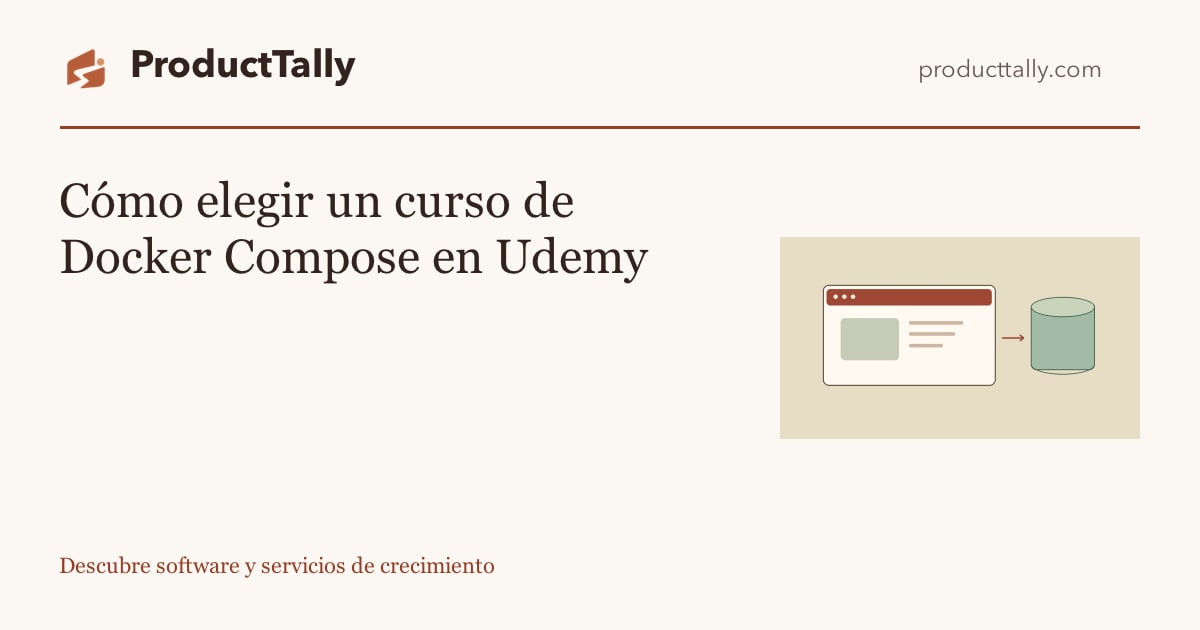 ProductTally
producttally.com
Cómo elegir un curso de
Docker Compose en Udemy
Descubre software y servicios de crecimiento